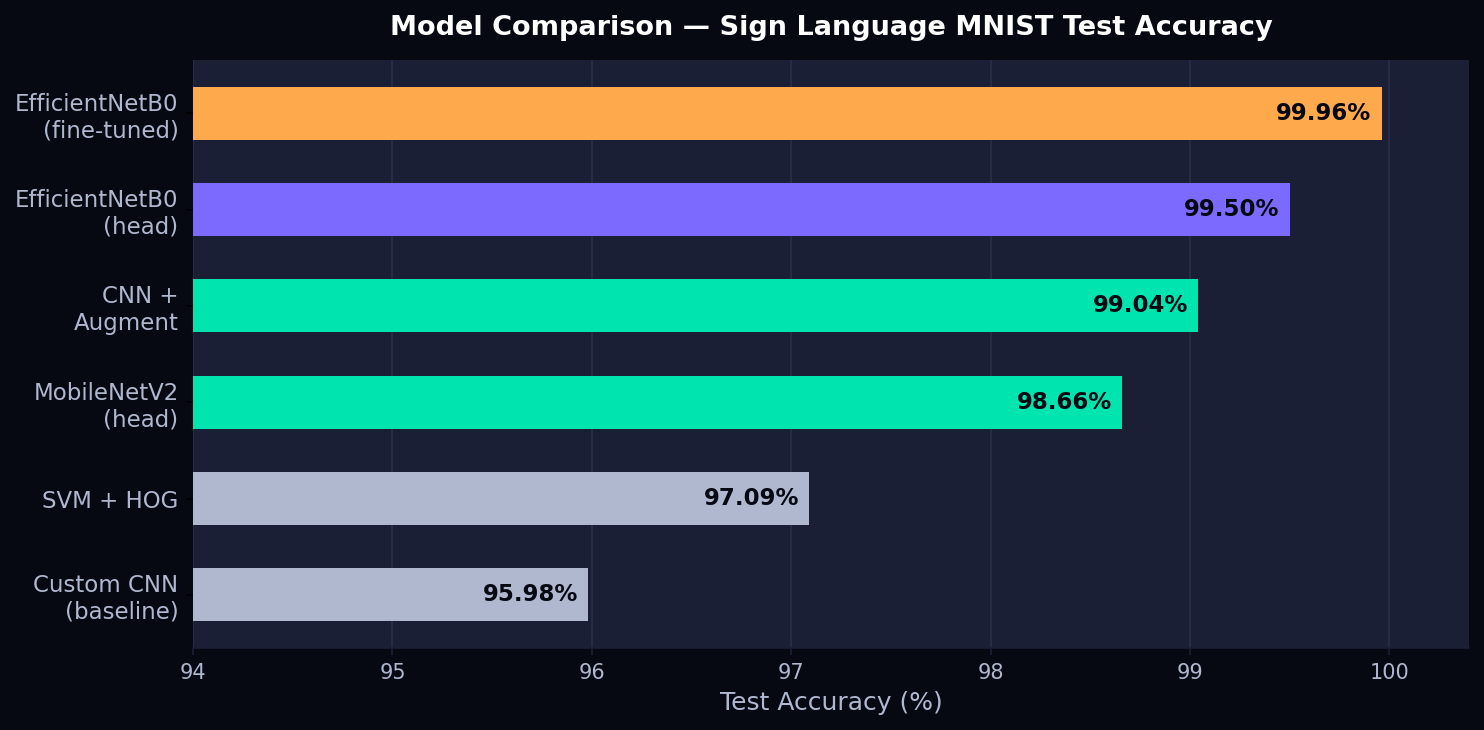 Model Comparison — Sign Language MNIST Test Accuracy
EfficientNetB0
(fine-tuned)
99.96%
EfficientNetB0
(head)
99.50%
CNN +
Augment
99.04%
MobileNetV2
(head)
98.66%
SVM + HOG
97.09%
Custom CNN
(baseline)
95.98%
94 95 96 97 98 99 100
Test Accuracy (%)